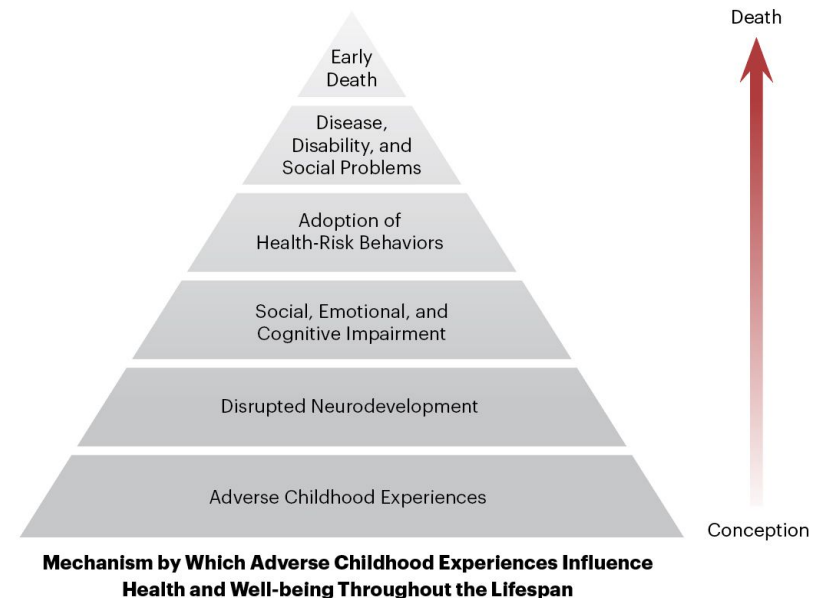 Death
Early
Death
Disease,
Disability, and
Social Problems
Adoption of
Health-Risk Behaviors
Social, Emotional, and
Cognitive Impairment
Disrupted Neurodevelopment
Adverse Childhood Experiences
Conception
Mechanism by Which Adverse Childhood Experiences Influence
Health and Well-being Throughout the Lifespan